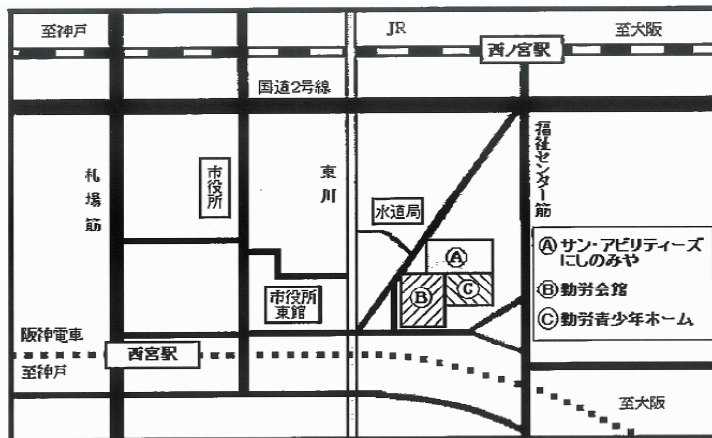 至神戸
JR
至大阪
西ノ宮駅
国道2号線
札場筋
市役所
東川
水道局
福祉センター筋
Ⓐ サン・アビリティーズ
にしのみや
Ⓑ 勤労会館
Ⓒ 勤労青少年ホーム
Ⓐ
Ⓑ
Ⓒ
市役所
東館
阪神電車
西宮駅
至神戸
至大阪